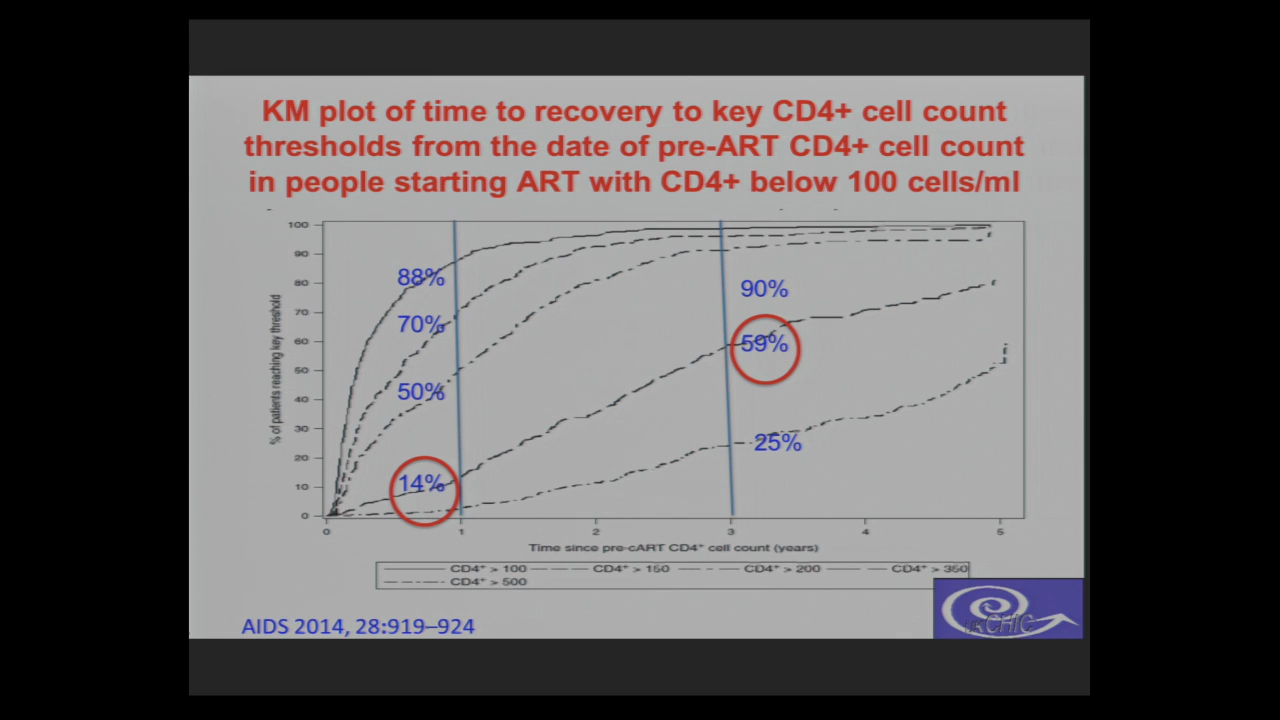 KM plot of time to recovery to key CD4+ cell count
thresholds from the date of pre-ART CD4+ cell count
in people starting ART with CD4+ below 100 cells/ml
100
90
80
70
60
50
40
30
20
10
0
% of patients reaching key threshold
88%
70%
50%
14%
90%
59%
25%
0 1 2 3 4 5
Time since pre-cART CD4⁺ cell count (years)
CD4⁺ > 100 CD4⁺ > 150 CD4⁺ > 200 CD4⁺ > 350
CD4⁺ > 500
AIDS 2014, 28:919–924
UK CHIC